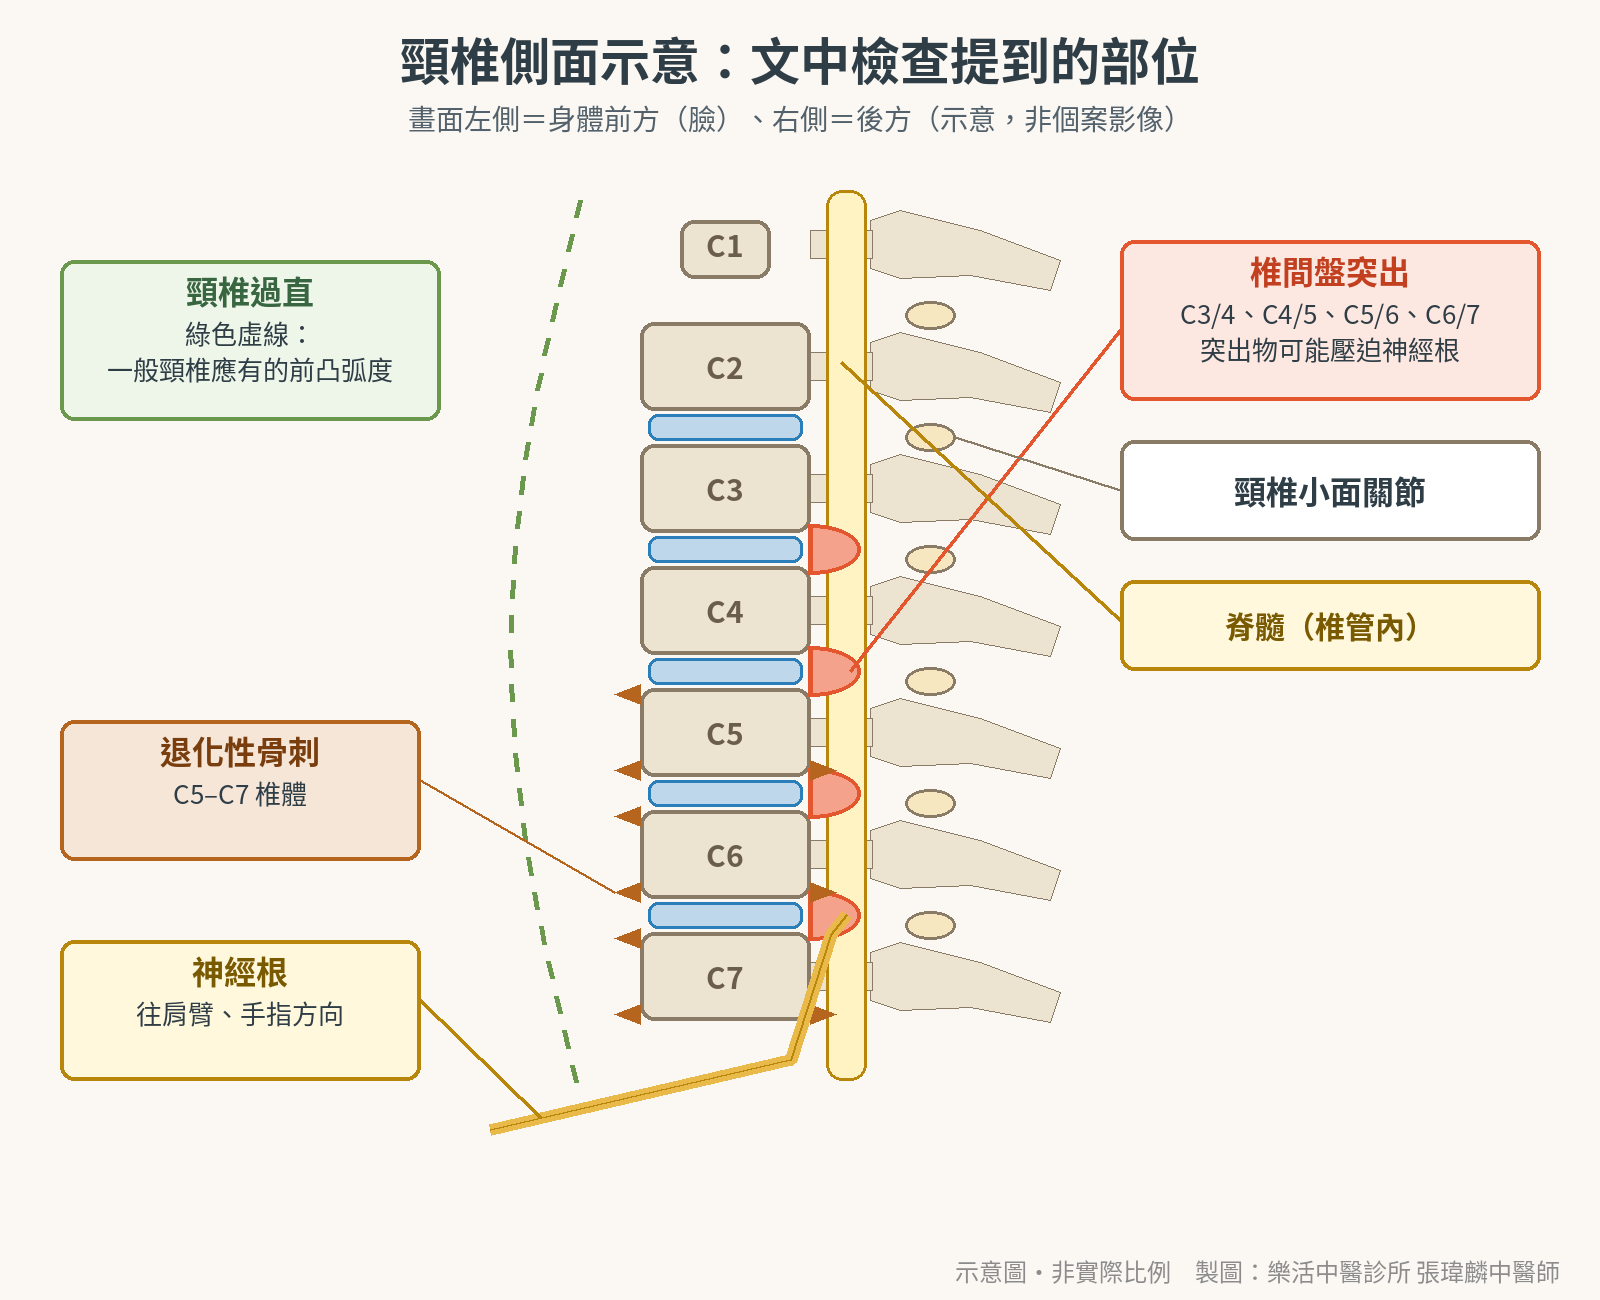 頸椎側面示意：文中檢查提到的部位
畫面左側＝身體前方（臉）、右側＝後方（示意，非個案影像）
頸椎過直
綠色虛線：
一般頸椎應有的前凸弧度
C1
C2
C3
C4
C5
C6
C7
椎間盤突出
C3/4、C4/5、C5/6、C6/7
突出物可能壓迫神經根
頸椎小面關節
脊髓（椎管內）
退化性骨刺
C5–C7 椎體
神經根
往肩臂、手指方向
示意圖・非實際比例　製圖：樂活中醫診所 張瑋麟中醫師